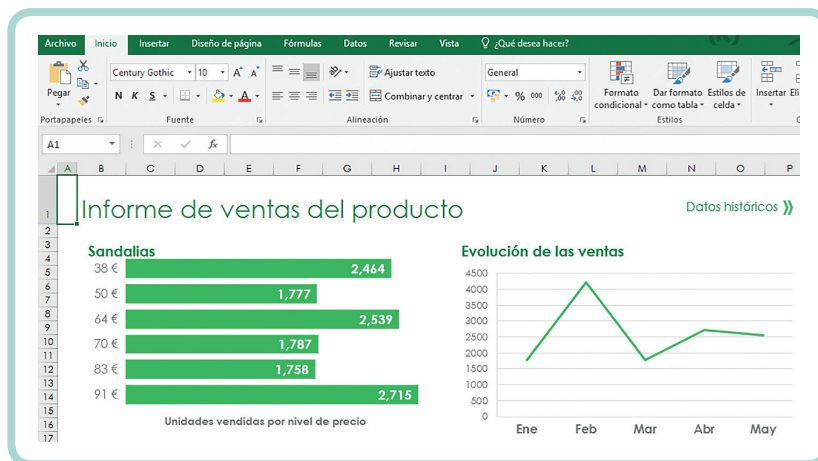 Archivo Inicio Insertar Diseño de página Fórmulas Datos Revisar Vista ¿Qué desea hacer?
Pegar
Century Gothic 10 A A
N K S A
Ajustar texto
Combinar y centrar
General
% 000
Formato condicional
Dar formato como tabla
Estilos de celda
Insertar Eli
Portapapeles Fuente Alineación Número Estilos
A1 fx
A B C D E F G H I J K L M N O P
1
2
3
4
5
6
7
8
9
10
11
12
13
14
15
16
17
Informe de ventas del producto
Datos históricos
Sandalias
38 € 2,464
50 € 1,777
64 € 2,539
70 € 1,787
83 € 1,758
91 € 2,715
Unidades vendidas por nivel de precio
Evolución de las ventas
4500
4000
3500
3000
2500
2000
1500
1000
500
0
Ene Feb Mar Abr May